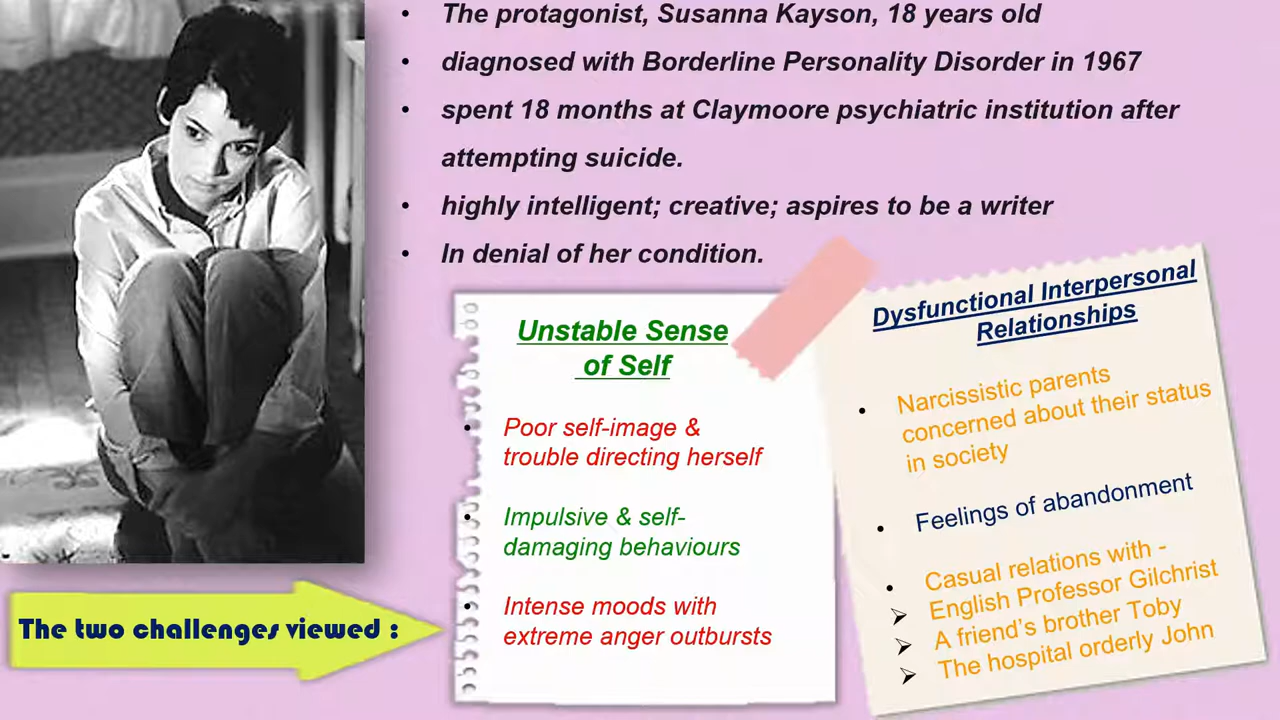 • The protagonist, Susanna Kayson, 18 years old
• diagnosed with Borderline Personality Disorder in 1967
• spent 18 months at Claymoore psychiatric institution after
attempting suicide.
• highly intelligent; creative; aspires to be a writer
• In denial of her condition.
Unstable Sense
of Self
• Poor self-image &
trouble directing herself
• Impulsive & self-
damaging behaviours
• Intense moods with
extreme anger outbursts
Dysfunctional Interpersonal
Relationships
• Narcissistic parents
concerned about their status
in society
• Feelings of abandonment
• Casual relations with -
➢ English Professor Gilchrist
➢ A friend's brother Toby
➢ The hospital orderly John
The two challenges viewed :